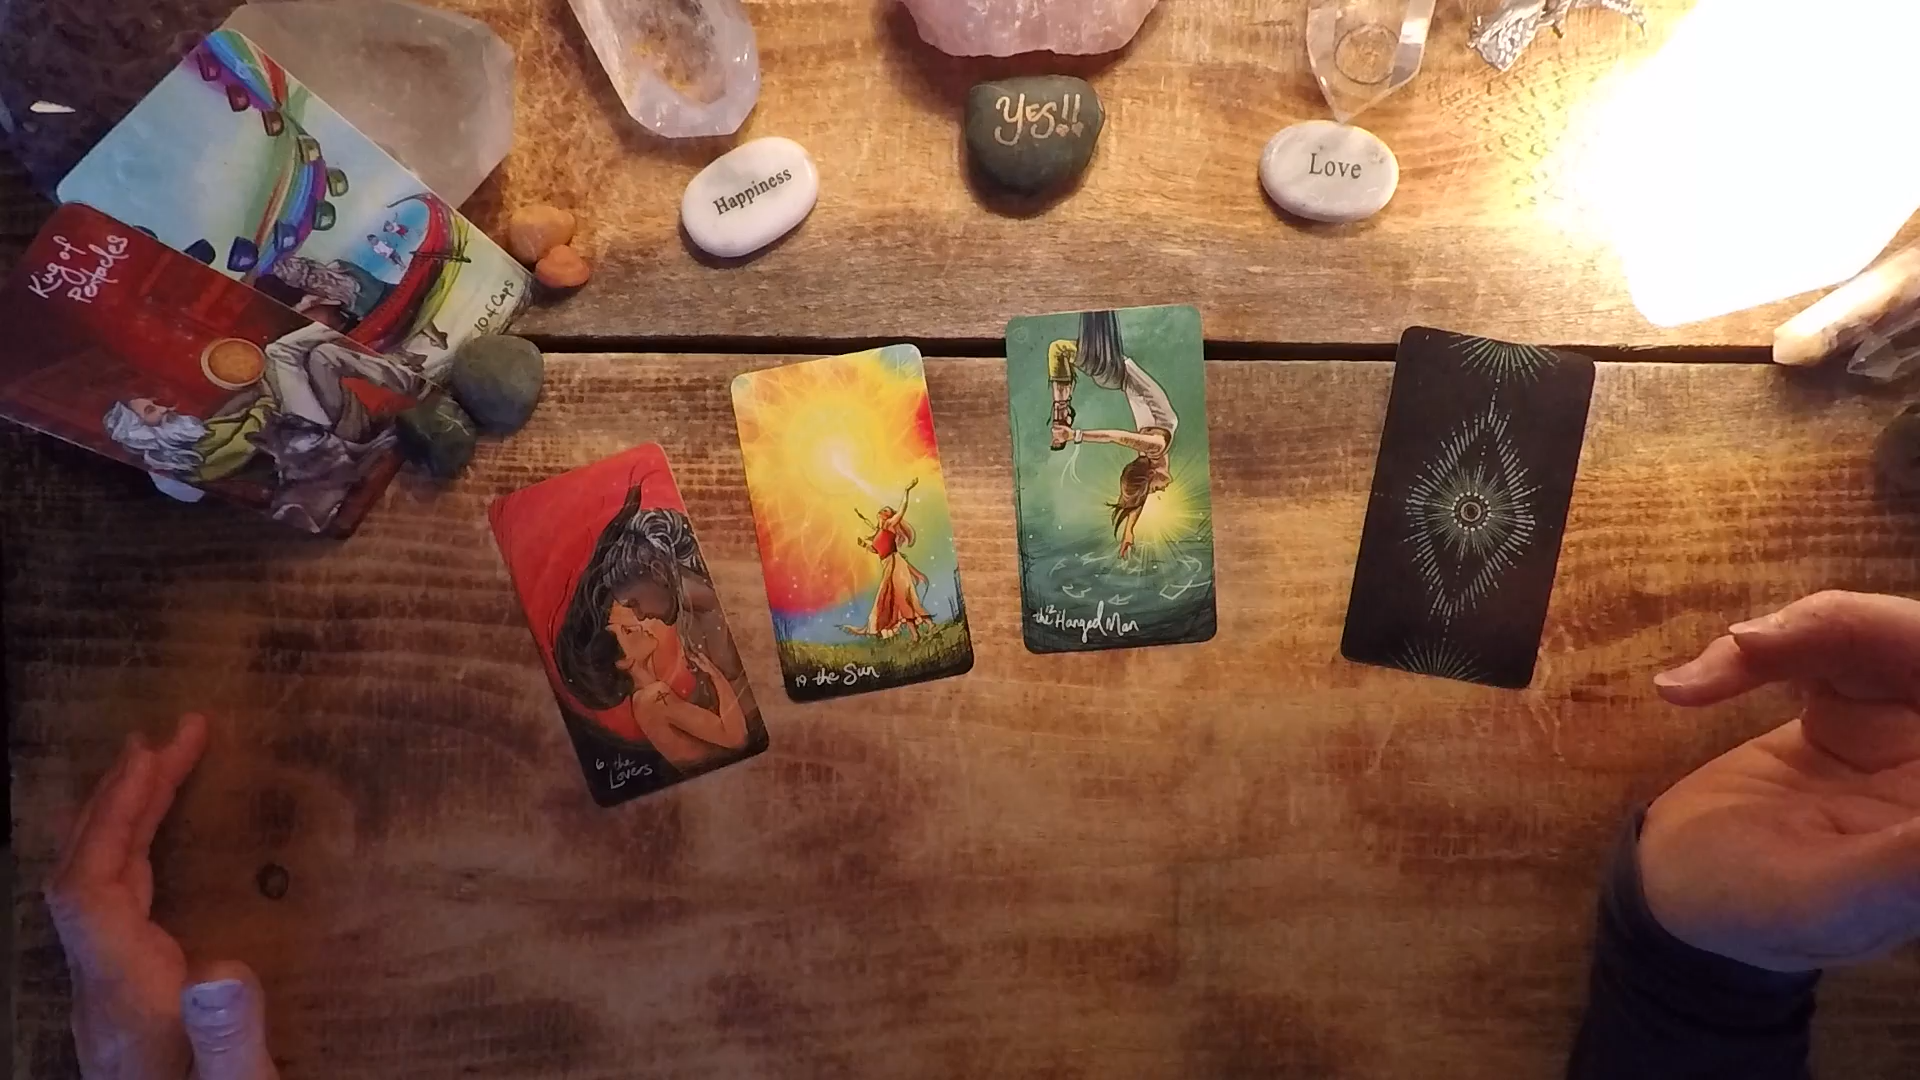 YES!!
Happiness
Love
King of
Pentacles
10 of Cups
6. the
Lovers
19 the Sun
12
the Hanged Man